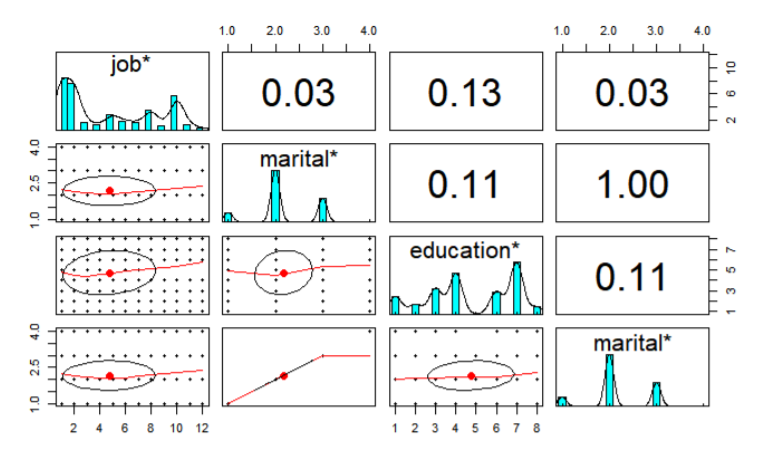 1.0 2.0 3.0 4.0 1.0 2.0 3.0 4.0
job* 0.03 0.13 0.03 2 6 10
1.0 2.5 4.0 marital* 0.11 1.00
education* 0.11 1 3 5 7
1.0 2.5 4.0 marital*
2 4 6 8 10 12 1 2 3 4 5 6 7 8